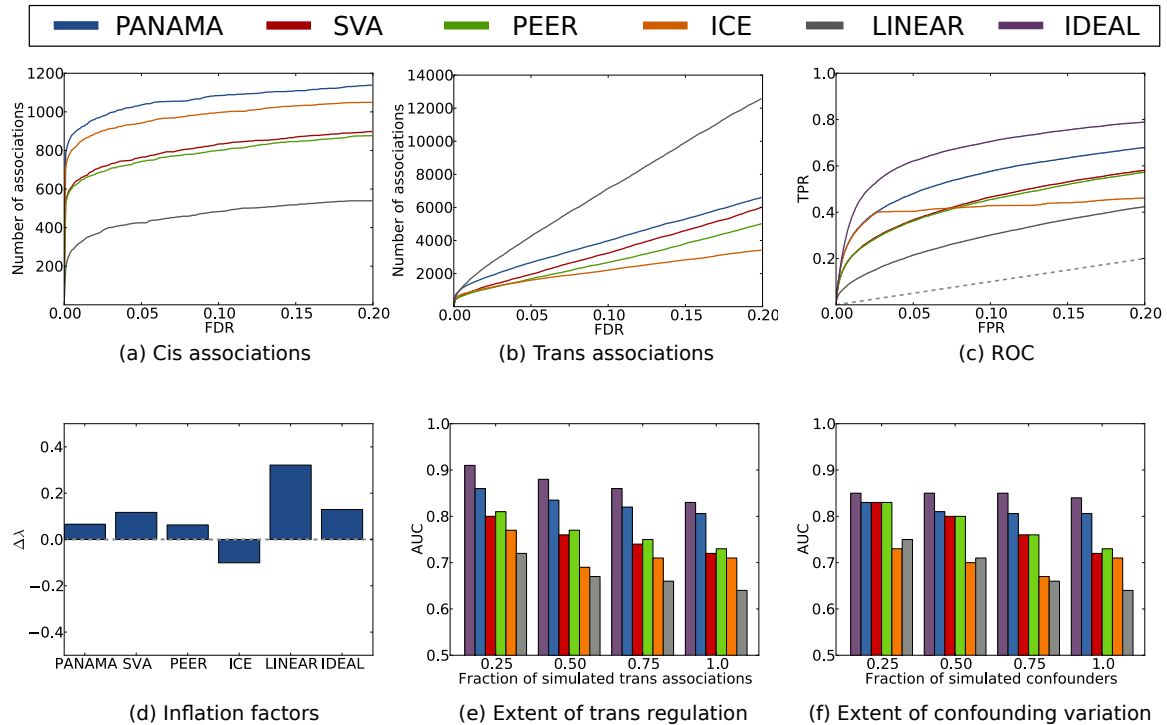 PANAMA SVA PEER ICE LINEAR IDEAL
1200
1000
800
600
400
200
Number of associations
0.00 0.05 0.10 0.15 0.20
FDR
(a) Cis associations
14000
12000
10000
8000
6000
4000
2000
Number of associations
0.00 0.05 0.10 0.15 0.20
FDR
(b) Trans associations
1.0
0.8
0.6
0.4
0.2
TPR
0.00 0.05 0.10 0.15 0.20
FPR
(c) ROC
0.4
0.2
0.0
−0.2
−0.4
Δλ
PANAMA SVA PEER ICE LINEAR IDEAL
(d) Inflation factors
1.0
0.9
0.8
0.7
0.6
0.5
AUC
0.25 0.50 0.75 1.0
Fraction of simulated trans associations
(e) Extent of trans regulation
1.0
0.9
0.8
0.7
0.6
0.5
AUC
0.25 0.50 0.75 1.0
Fraction of simulated confounders
(f) Extent of confounding variation